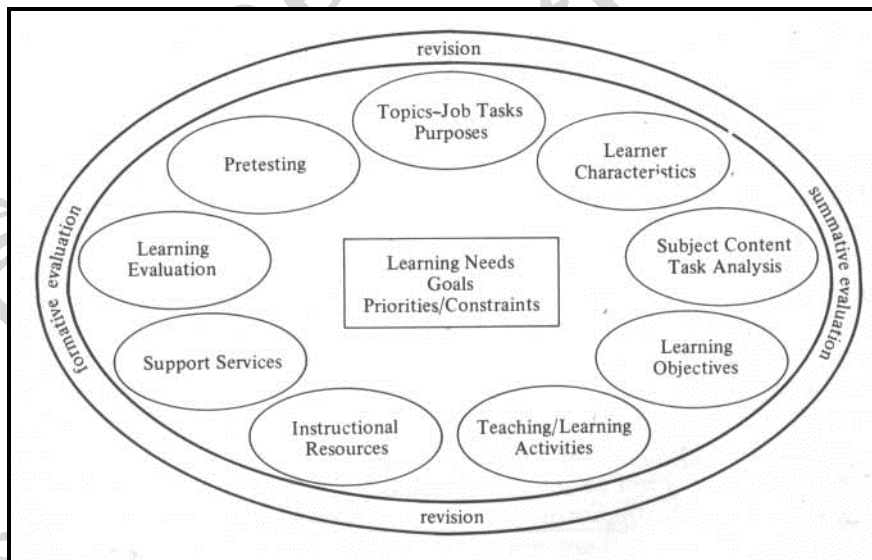 revision
Topics–Job Tasks
Purposes
Learner
Characteristics
Pretesting
Subject Content
Task Analysis
Learning
Evaluation
Learning Needs
Goals
Priorities/Constraints
formative evaluation
summative evaluation
Learning
Objectives
Support Services
Teaching/Learning
Activities
Instructional
Resources
revision